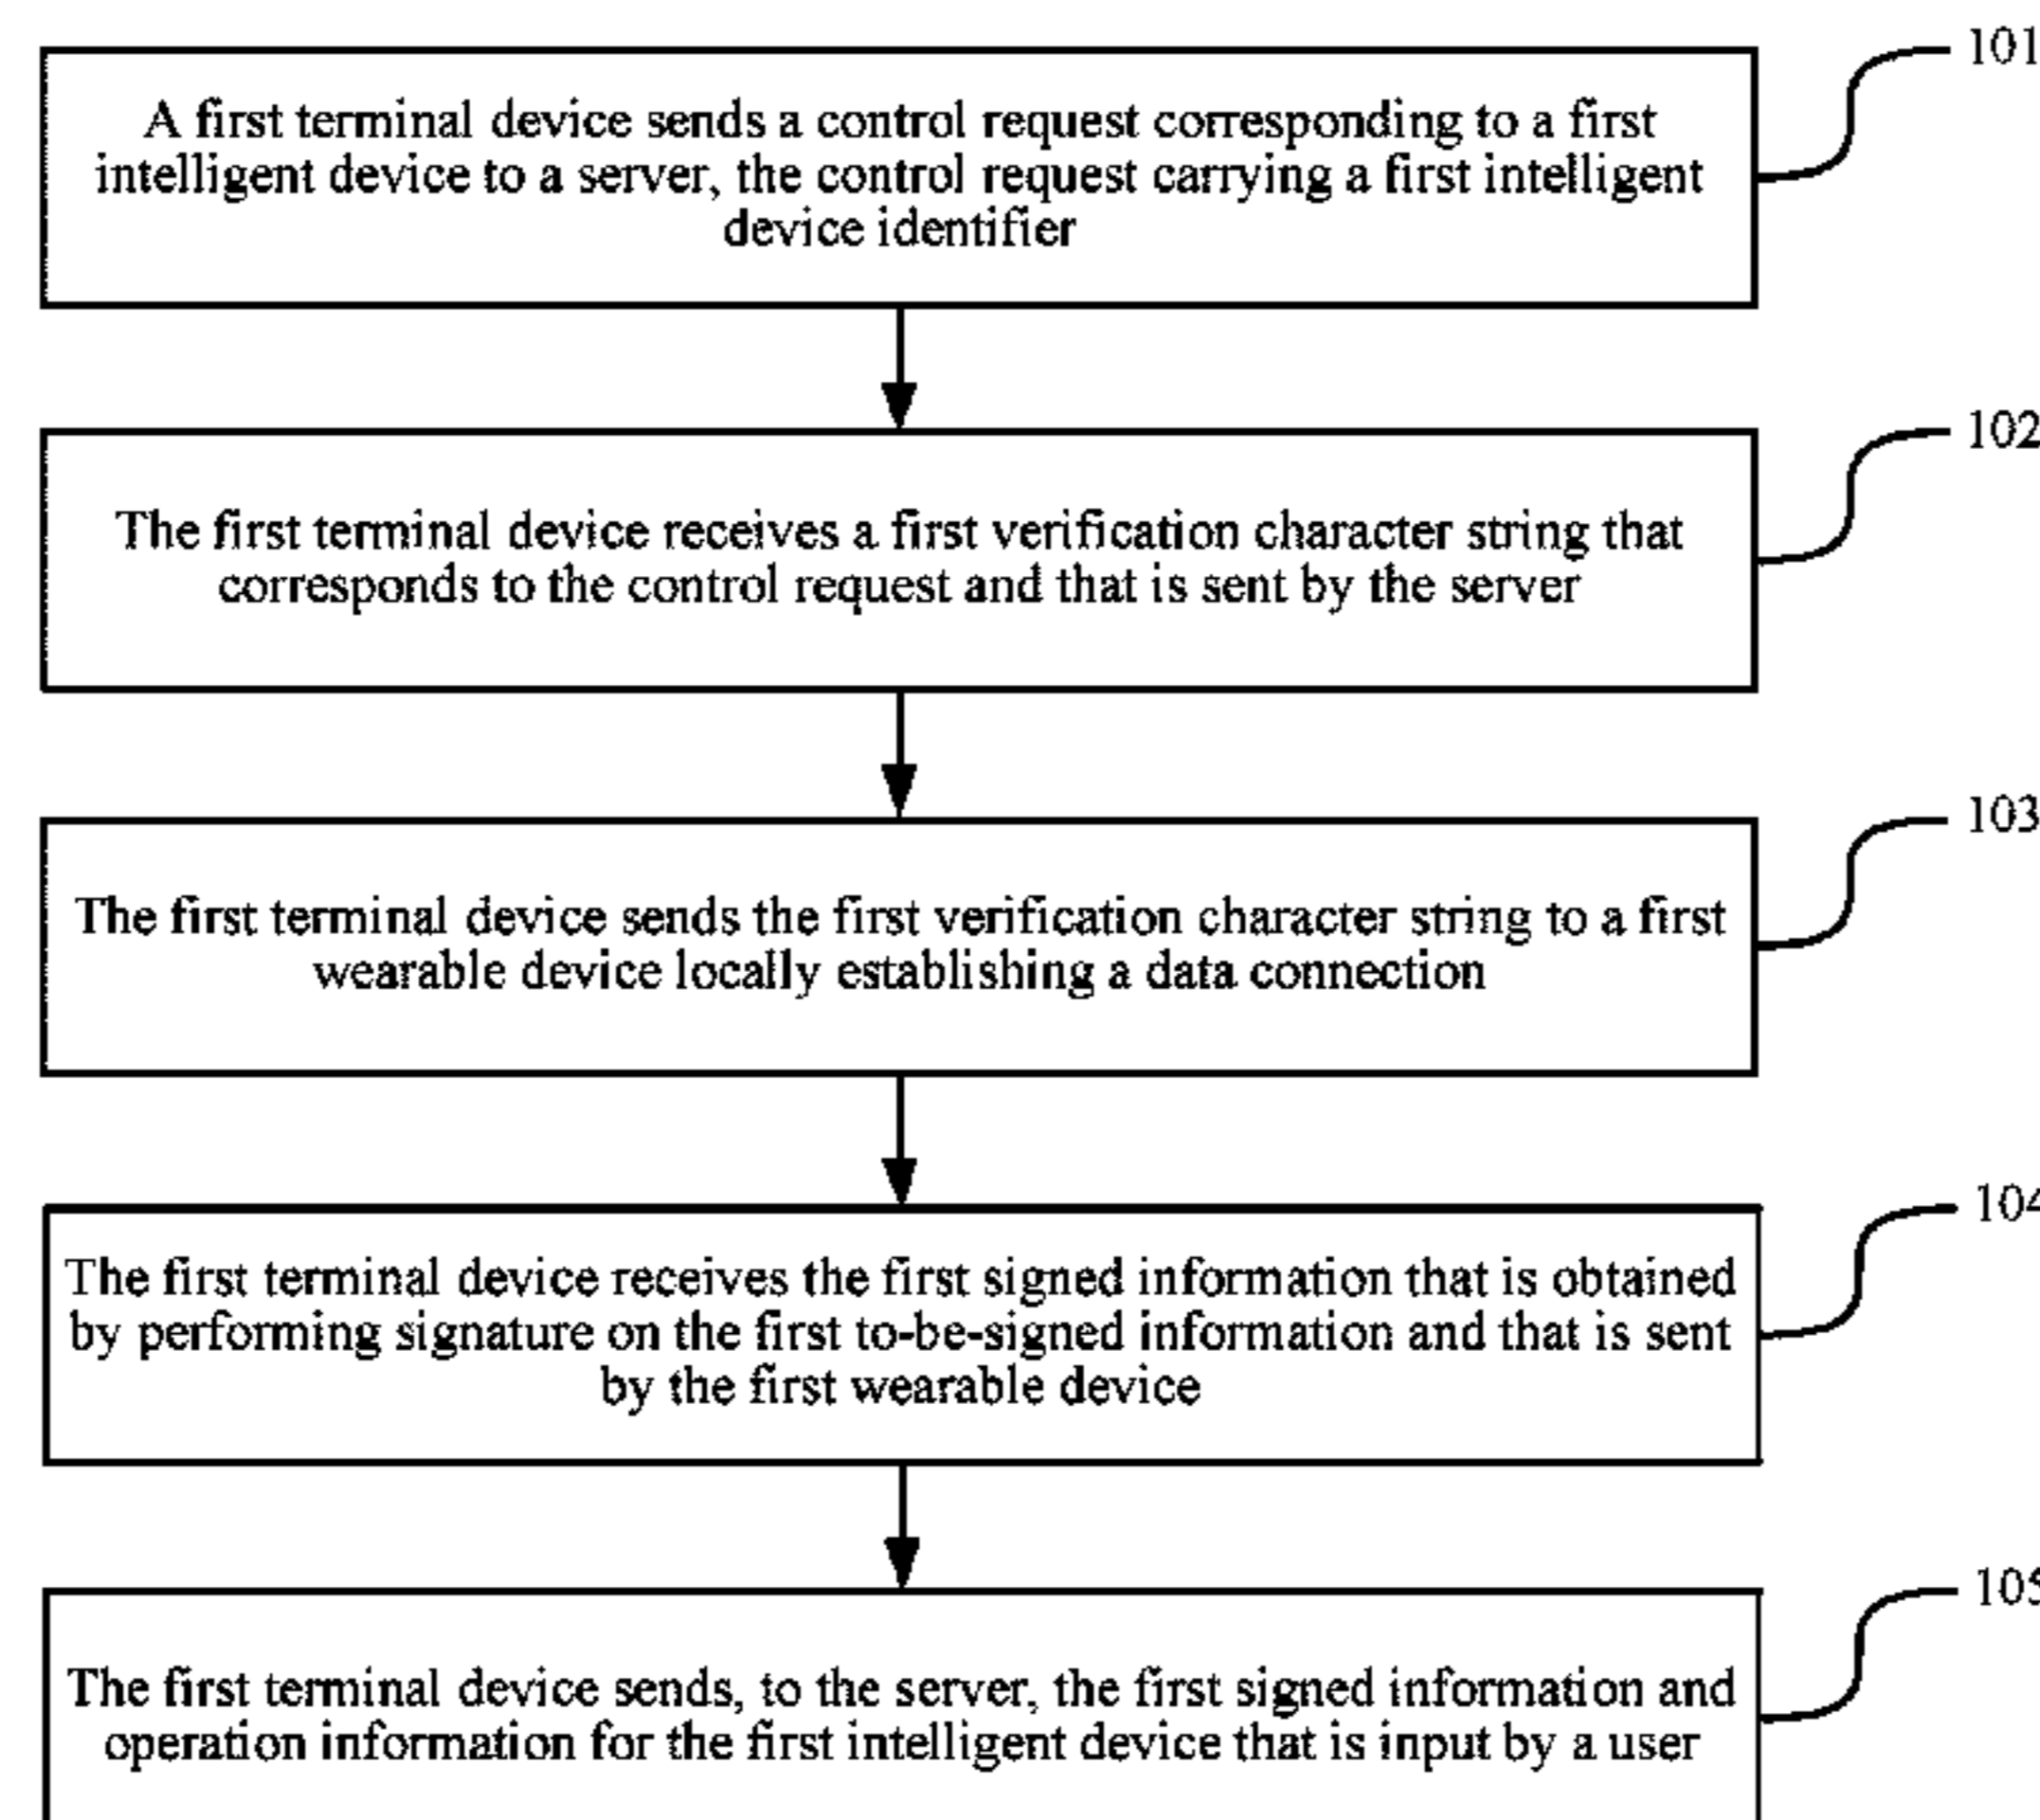 101
A first terminal device sends a control request corresponding to a first
intelligent device to a server, the control request carrying a first intelligent
device identifier
102
The first terminal device receives a first verification character string that
corresponds to the control request and that is sent by the server
103
The first terminal device sends the first verification character string to a first
wearable device locally establishing a data connection
104
The first terminal device receives the first signed information that is obtained
by performing signature on the first to-be-signed information and that is sent
by the first wearable device
105
The first terminal device sends, to the server, the first signed information and
operation information for the first intelligent device that is input by a user